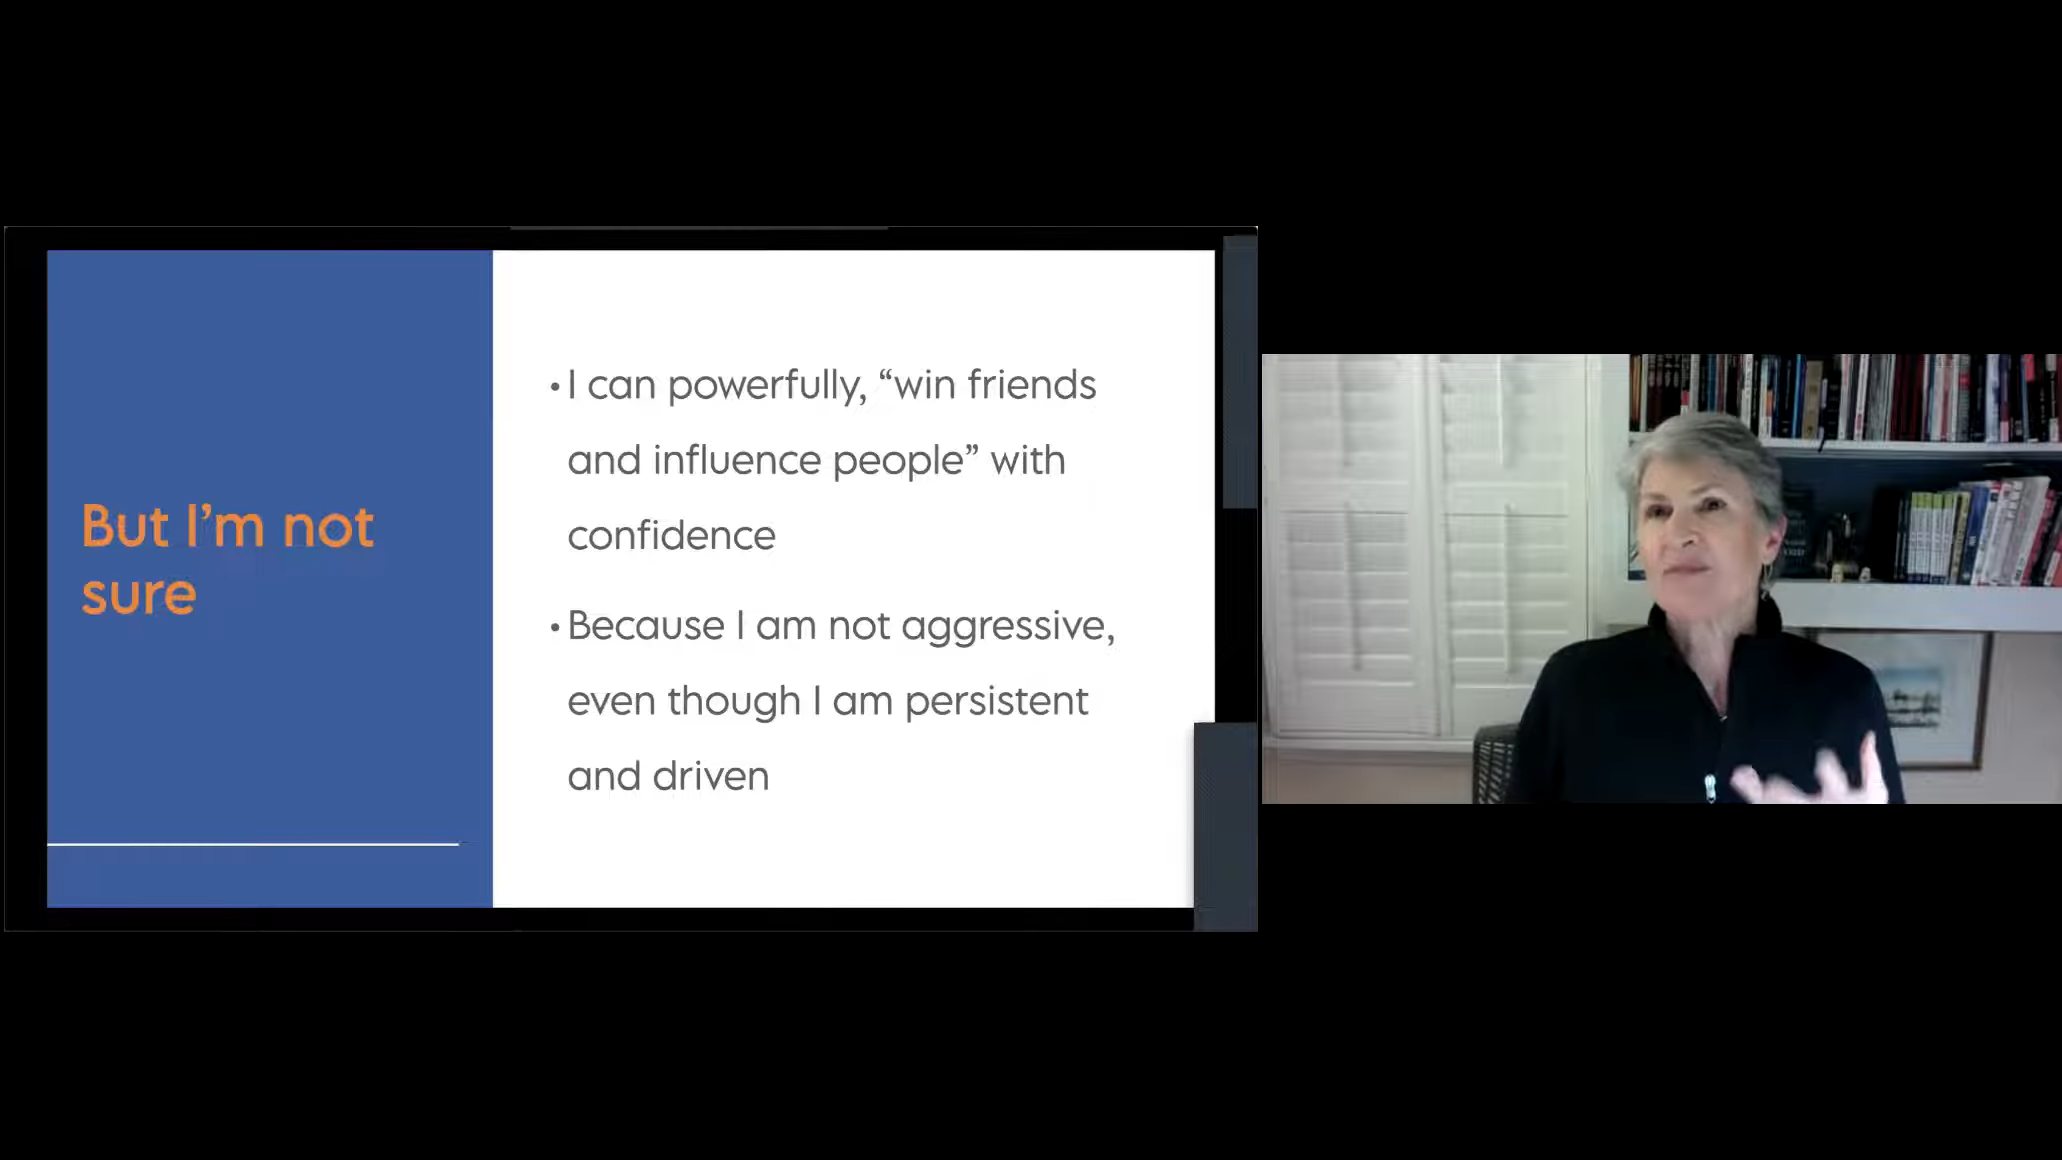 But I’m not
sure
• I can powerfully, “win friends
and influence people” with
confidence
• Because I am not aggressive,
even though I am persistent
and driven